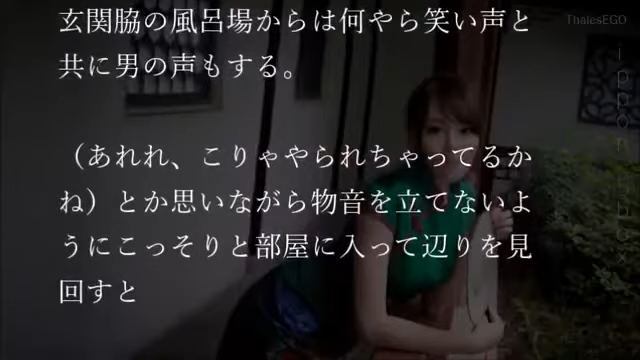 玄関脇の風呂場からは何やら笑い声と
共に男の声もする。
（あれれ、こりゃやられちゃってるか
ね）とか思いながら物音を立てないよ
うにこっそりと部屋に入って辺りを見
回すと
ThalesEGO